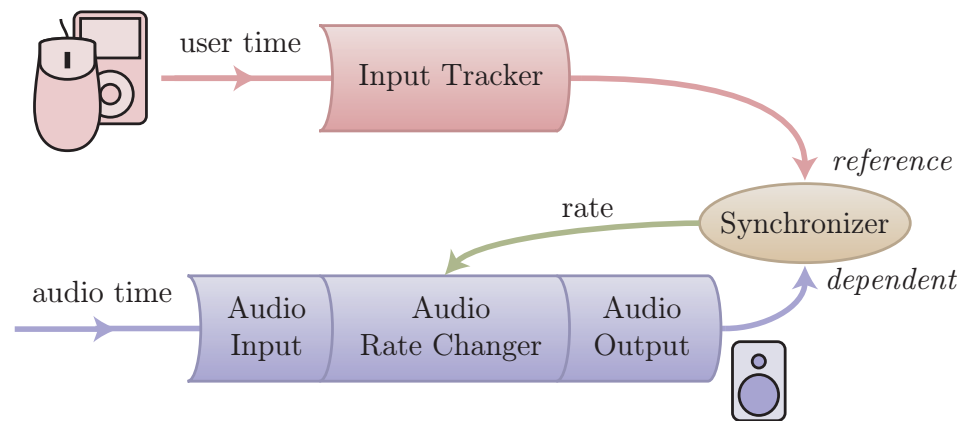 user time
Input Tracker
reference
rate
Synchronizer
dependent
audio time
Audio
Input
Audio
Rate Changer
Audio
Output